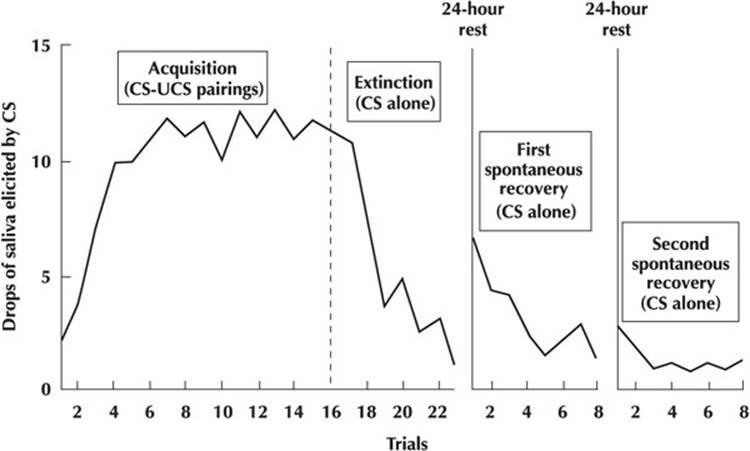 24-hour
rest
24-hour
rest
15
10
5
0
Drops of saliva elicited by CS
Acquisition
(CS-UCS pairings)
Extinction
(CS alone)
First
spontaneous
recovery
(CS alone)
Second
spontaneous
recovery
(CS alone)
2 4 6 8 10 12 14 16 18 20 22
2 4 6 8
2 4 6 8
Trials